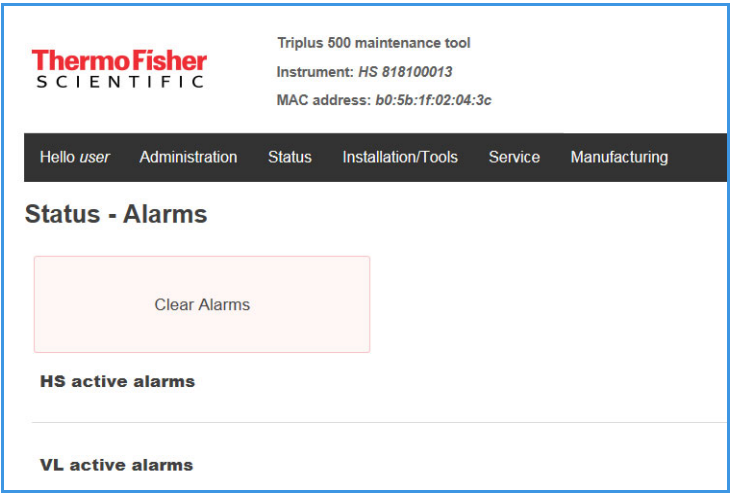 ThermoFisher
SCIENTIFIC
Triplus 500 maintenance tool
Instrument: HS 818100013
MAC address: b0:5b:1f:02:04:3c
Hello user Administration Status Installation/Tools Service Manufacturing
Status - Alarms
Clear Alarms
HS active alarms
VL active alarms